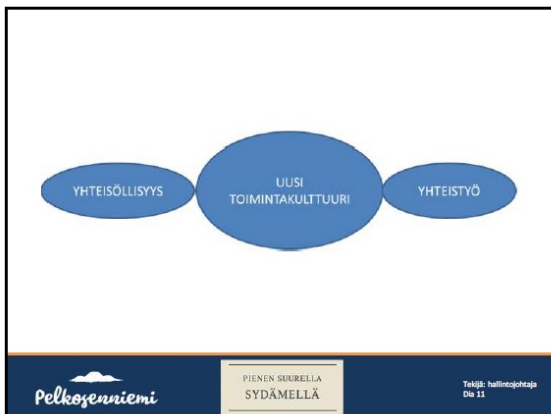 YHTEISÖLLISYYS
UUSI
TOIMINTAKULTTUURI
YHTEISTYÖ
Pelkosenniemi
PIENEN SUURELLA
SYDÄMELLÄ
Tekijä: hallintojohtaja
Dia 11